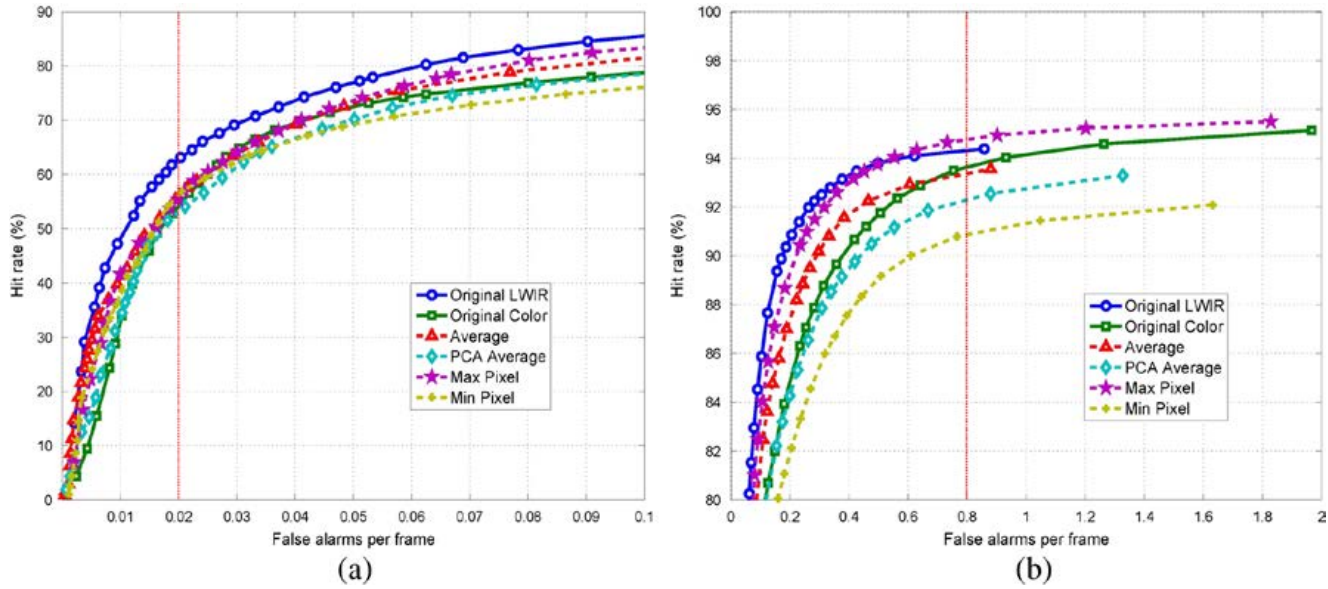 90
80
70
60
50
40
30
20
10
0
Hit rate (%)
0.01 0.02 0.03 0.04 0.05 0.06 0.07 0.08 0.09 0.1
False alarms per frame
Original LWIR
Original Color
Average
PCA Average
Max Pixel
Min Pixel
(a)
100
98
96
94
92
90
88
86
84
82
80
Hit rate (%)
0 0.2 0.4 0.6 0.8 1 1.2 1.4 1.6 1.8 2
False alarms per frame
Original LWIR
Original Color
Average
PCA Average
Max Pixel
Min Pixel
(b)